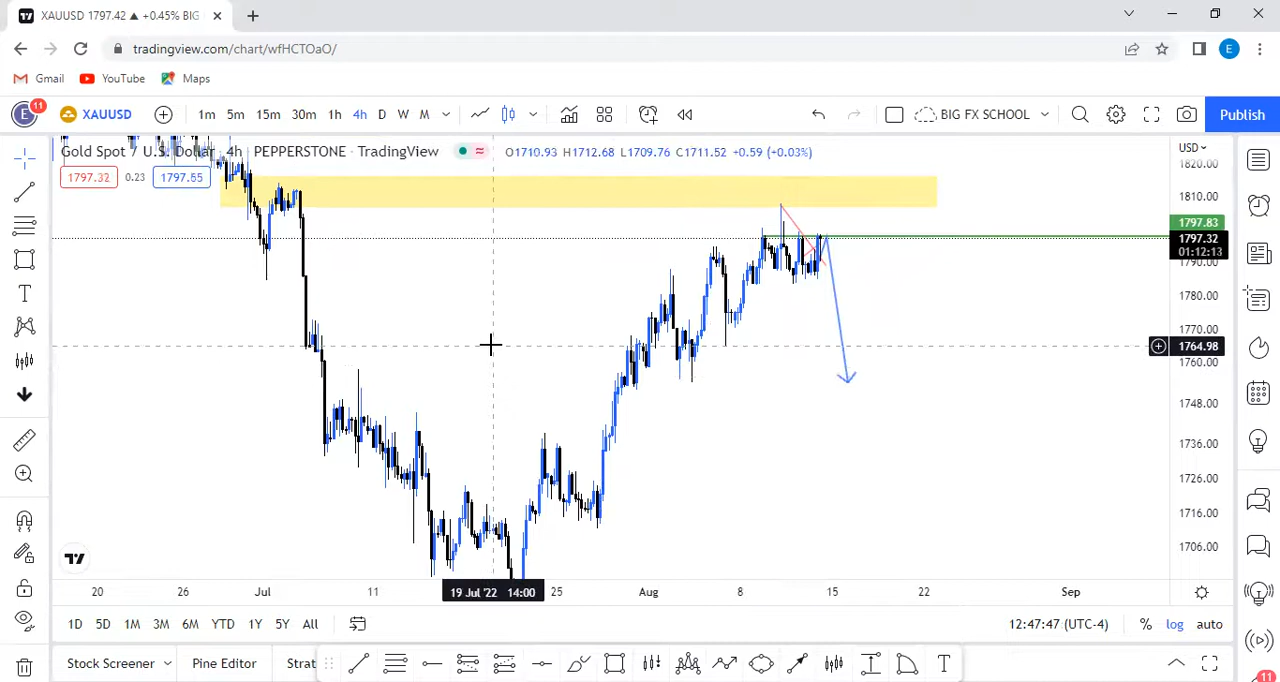 XAUUSD 1797.42 ▲ +0.45% BIG
tradingview.com/chart/wfHCTOaO/
E
Gmail YouTube Maps
E 11 XAUUSD 1m 5m 15m 30m 1h 4h D W M BIG FX SCHOOL Publish
Gold Spot / U.S. Dollar 4h PEPPERSTONE TradingView O1710.93 H1712.68 L1709.76 C1711.52 +0.59 (+0.03%)
1797.32 0.23 1797.55
USD
1820.00
1810.00
1797.83
1797.32
01:12:13
1790.00
1780.00
1770.00
1764.98
1760.00
1748.00
1736.00
1726.00
1716.00
1706.00
20 26 Jul 11 19 Jul '22 14:00 25 Aug 8 15 22 Sep
1D 5D 1M 3M 6M YTD 1Y 5Y All 12:47:47 (UTC-4) % log auto
Stock Screener Pine Editor Strat
11